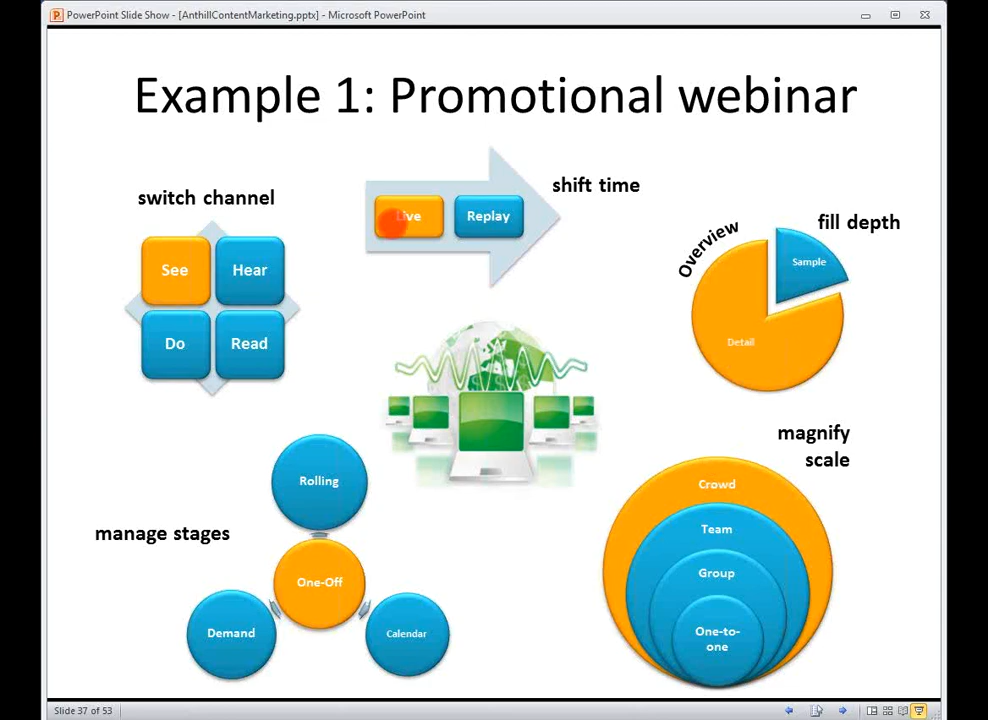 PowerPoint Slide Show - [AnthillContentMarketing.pptx] - Microsoft PowerPoint
Example 1: Promotional webinar
switch channel
See
Hear
Do
Read
Live
Replay
shift time
fill depth
Overview
Sample
Detail
magnify
scale
Crowd
Team
Group
One-to-
one
manage stages
Rolling
One-Off
Demand
Calendar
Slide 37 of 53